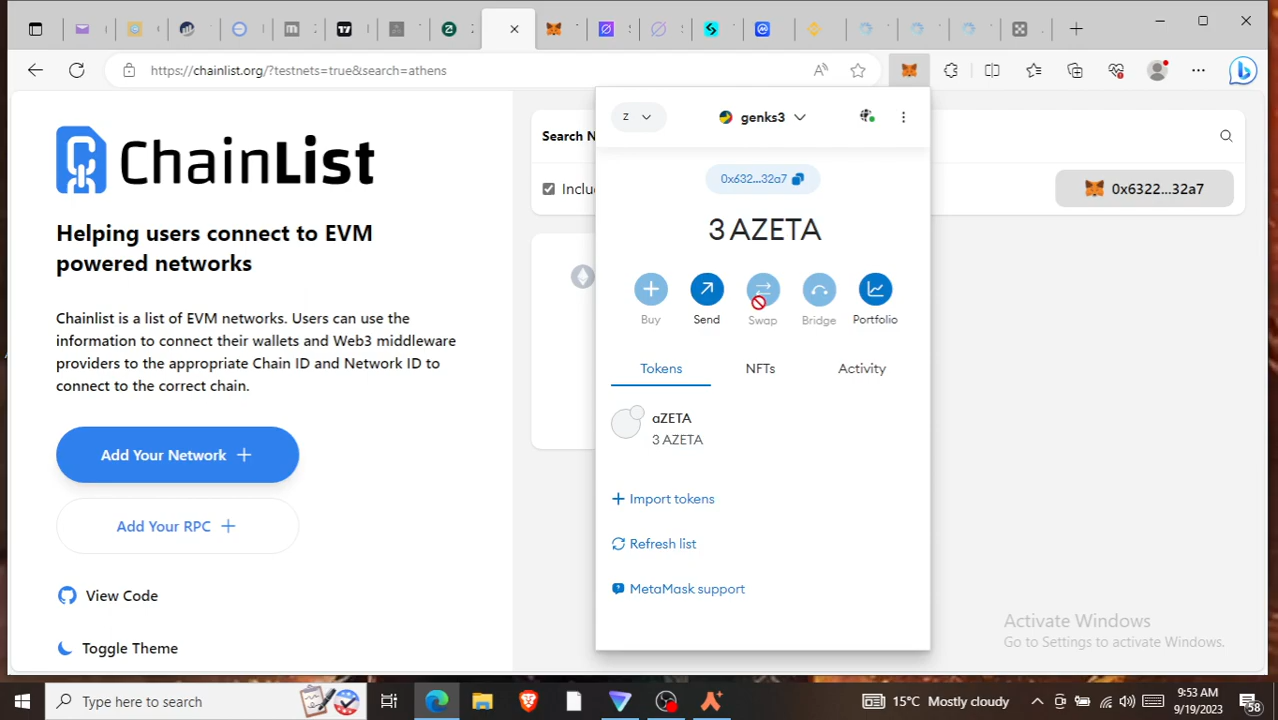 https://chainlist.org/?testnets=true&search=athens
ChainList
Helping users connect to EVM
powered networks
Chainlist is a list of EVM networks. Users can use the
information to connect their wallets and Web3 middleware
providers to the appropriate Chain ID and Network ID to
connect to the correct chain.
Add Your Network +
Add Your RPC +
View Code
Toggle Theme
Search N
Inclu
0x6322...32a7
Z
genks3
0x632...32a7
3 AZETA
Buy
Send
Swap
Bridge
Portfolio
Tokens
NFTs
Activity
aZETA
3 AZETA
+ Import tokens
Refresh list
MetaMask support
Activate Windows
Go to Settings to activate Windows.
Type here to search
15°C Mostly cloudy
9:53 AM
9/19/2023
58